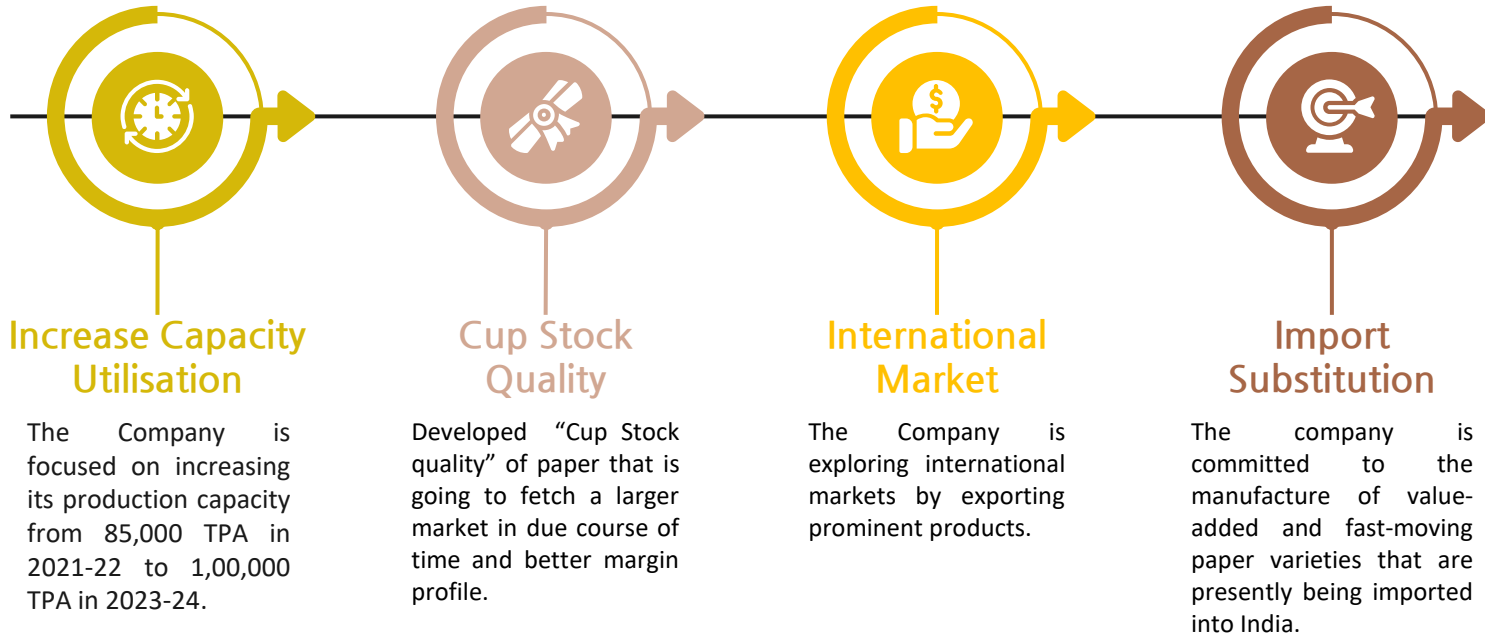 Increase Capacity
Utilisation
The Company is
focused on increasing
its production capacity
from 85,000 TPA in
2021-22 to 1,00,000
TPA in 2023-24.
Cup Stock
Quality
Developed “Cup Stock
quality” of paper that is
going to fetch a larger
market in due course of
time and better margin
profile.
$
International
Market
The Company is
exploring international
markets by exporting
prominent products.
Import
Substitution
The company is
committed to the
manufacture of value-
added and fast-moving
paper varieties that are
presently being imported
into India.